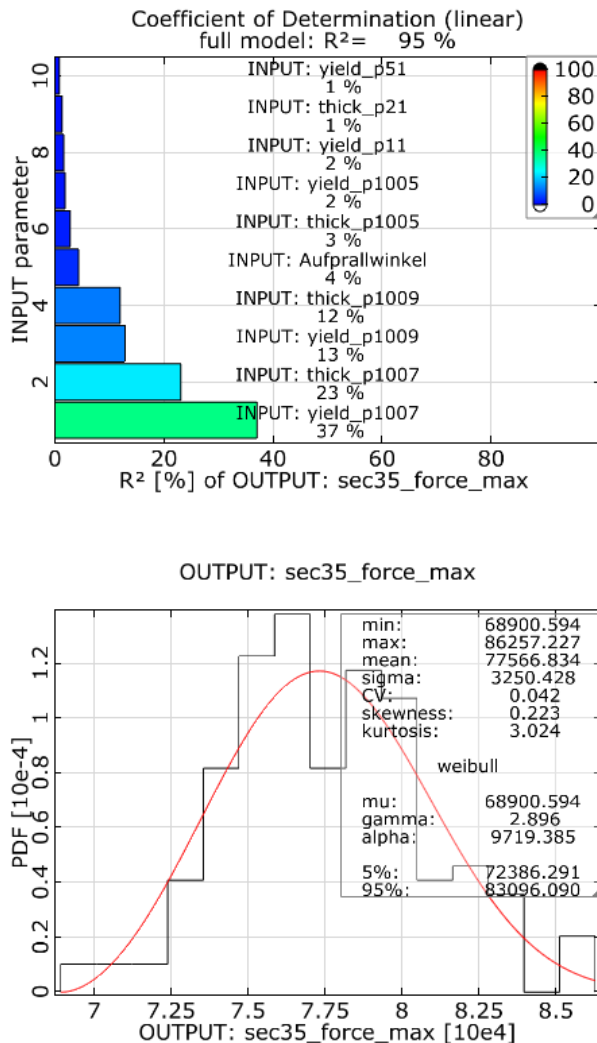 Coefficient of Determination (linear)
full model: R²= 95 %
INPUT parameter
10
8
6
4
2
INPUT: yield_p51
1 %
INPUT: thick_p21
1 %
INPUT: yield_p11
2 %
INPUT: yield_p1005
2 %
INPUT: thick_p1005
3 %
INPUT: Aufprallwinkel
4 %
INPUT: thick_p1009
12 %
INPUT: yield_p1009
13 %
INPUT: thick_p1007
23 %
INPUT: yield_p1007
37 %
100
80
60
40
20
0
0 20 40 60 80
R² [%] of OUTPUT: sec35_force_max
OUTPUT: sec35_force_max
PDF [10e-4]
1.2
1
0.8
0.6
0.4
0.2
0
min: 68900.594
max: 86257.227
mean: 77566.834
sigma: 3250.428
CV: 0.042
skewness: 0.223
kurtosis: 3.024
weibull
mu: 68900.594
gamma: 2.896
alpha: 9719.385
5%: 72386.291
95%: 83096.090
7 7.25 7.5 7.75 8 8.25 8.5
OUTPUT: sec35_force_max [10e4]